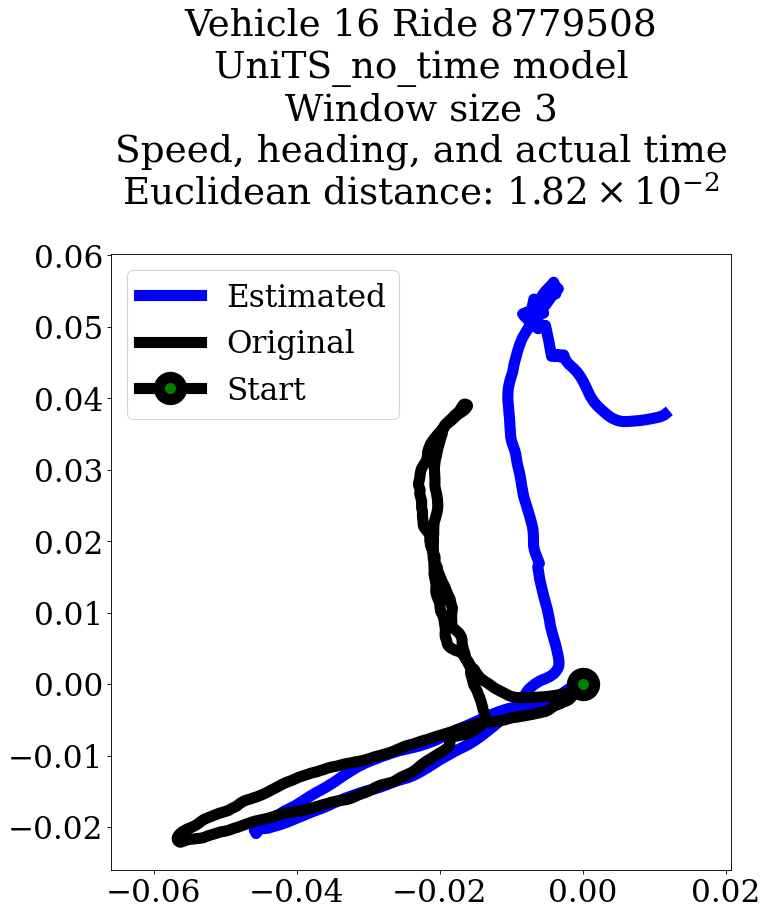 Vehicle 16 Ride 8779508
UniTS_no_time model
Window size 3
Speed, heading, and actual time
Euclidean distance: 1.82 × 10⁻²
0.06
Estimated
0.05
Original
Start
0.04
0.03
0.02
0.01
0.00
−0.01
−0.02
−0.06 −0.04 −0.02 0.00 0.02